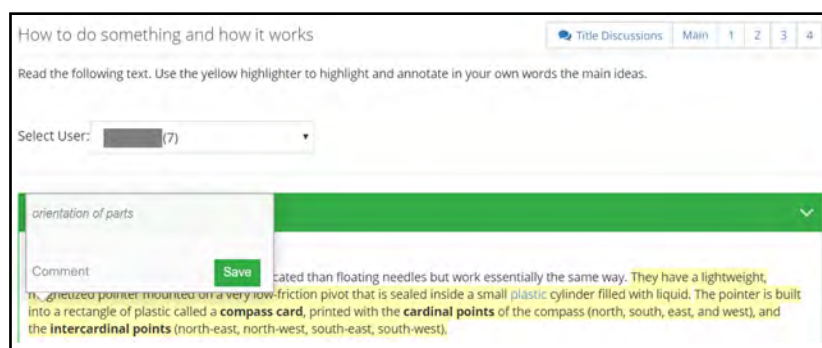 How to do something and how it works
Title Discussions Main 1 2 3 4
Read the following text. Use the yellow highlighter to highlight and annotate in your own words the main ideas.
Select User: (7)
orientation of parts
Comment Save
cated than floating needles but work essentially the same way. They have a lightweight,
magnetized pointer mounted on a very low-friction pivot that is sealed inside a small plastic cylinder filled with liquid. The pointer is built
into a rectangle of plastic called a compass card, printed with the cardinal points of the compass (north, south, east, and west), and
the intercardinal points (north-east, north-west, south-east, south-west).